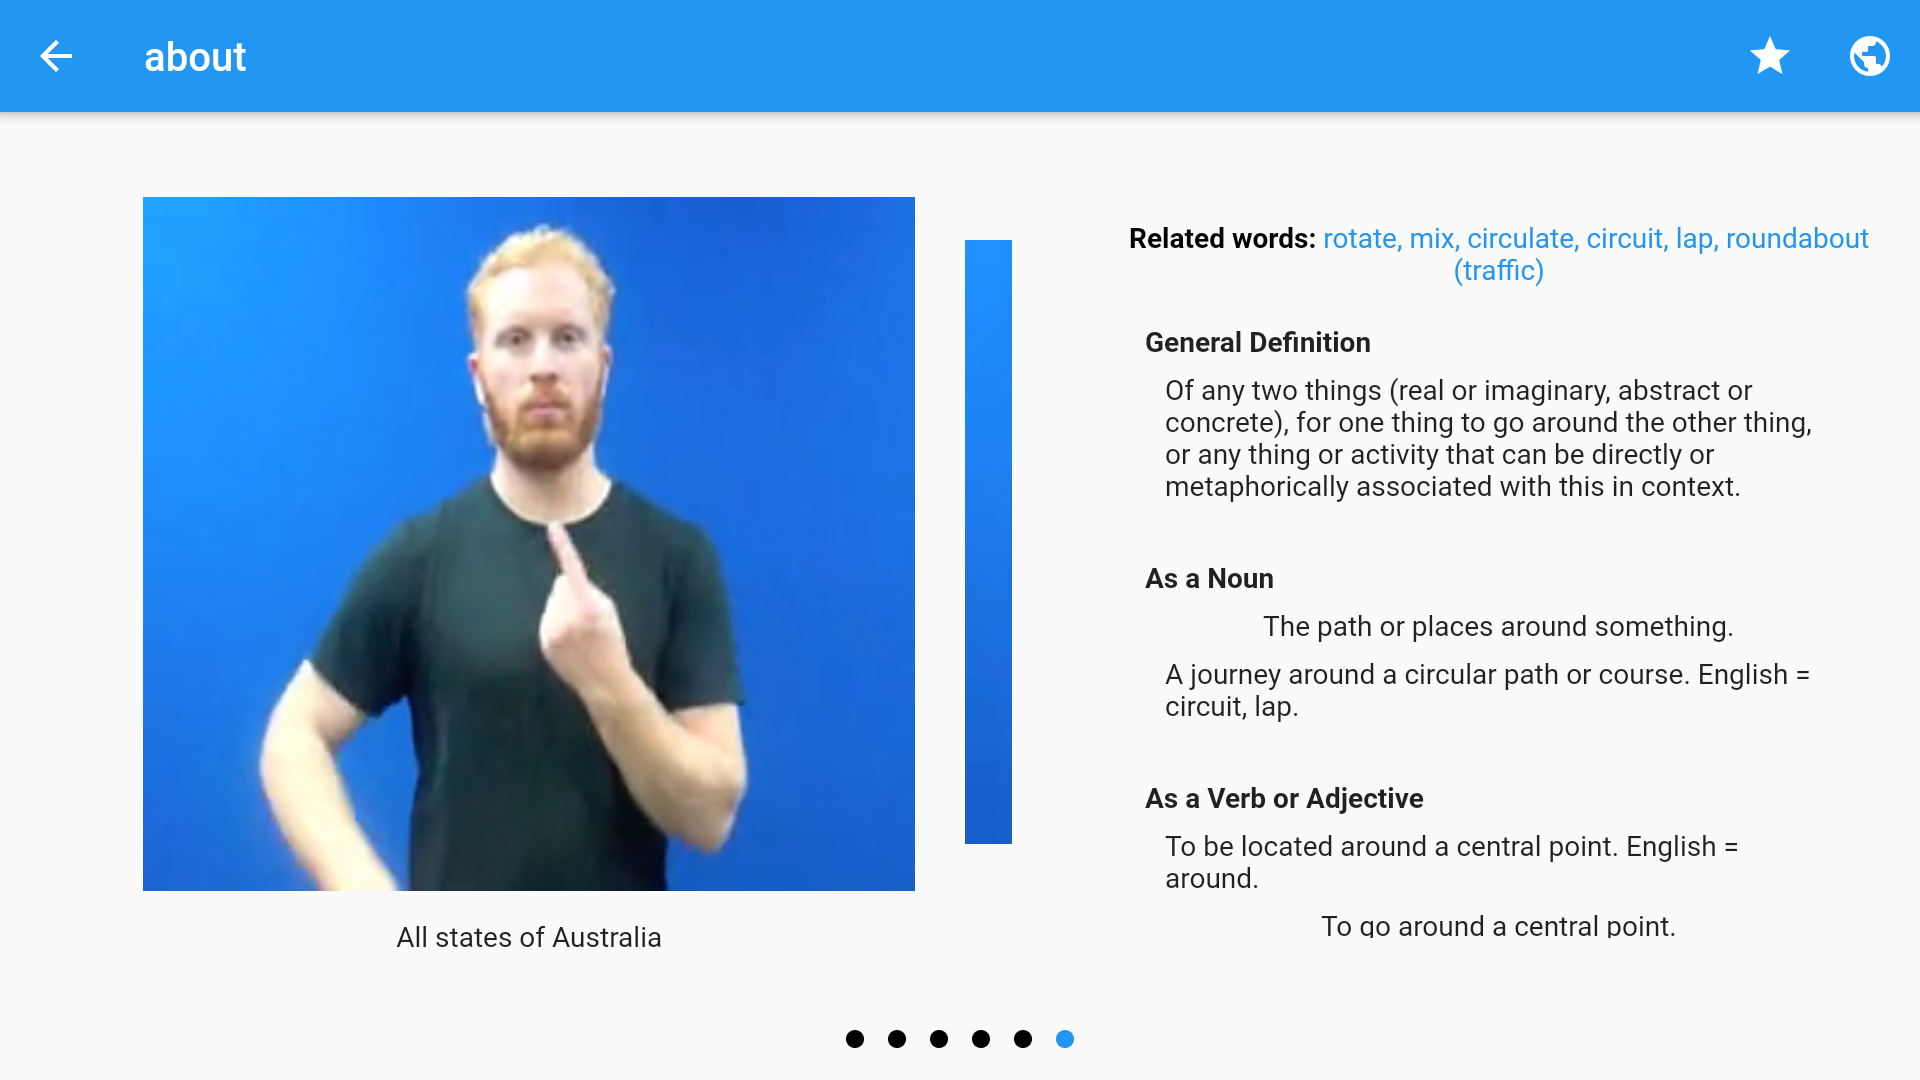 about
Related words: rotate, mix, circulate, circuit, lap, roundabout
(traffic)
General Definition
Of any two things (real or imaginary, abstract or
concrete), for one thing to go around the other thing,
or any thing or activity that can be directly or
metaphorically associated with this in context.
As a Noun
The path or places around something.
A journey around a circular path or course. English =
circuit, lap.
As a Verb or Adjective
To be located around a central point. English =
around.
To go around a central point.
All states of Australia